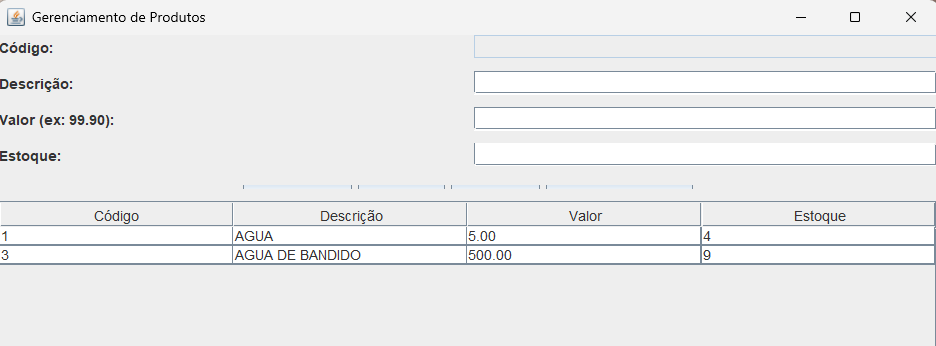 Gerenciamento de Produtos
Código:
Descrição:
Valor (ex: 99.90):
Estoque:
Código Descrição Valor Estoque
1 AGUA 5.00 4
3 AGUA DE BANDIDO 500.00 9